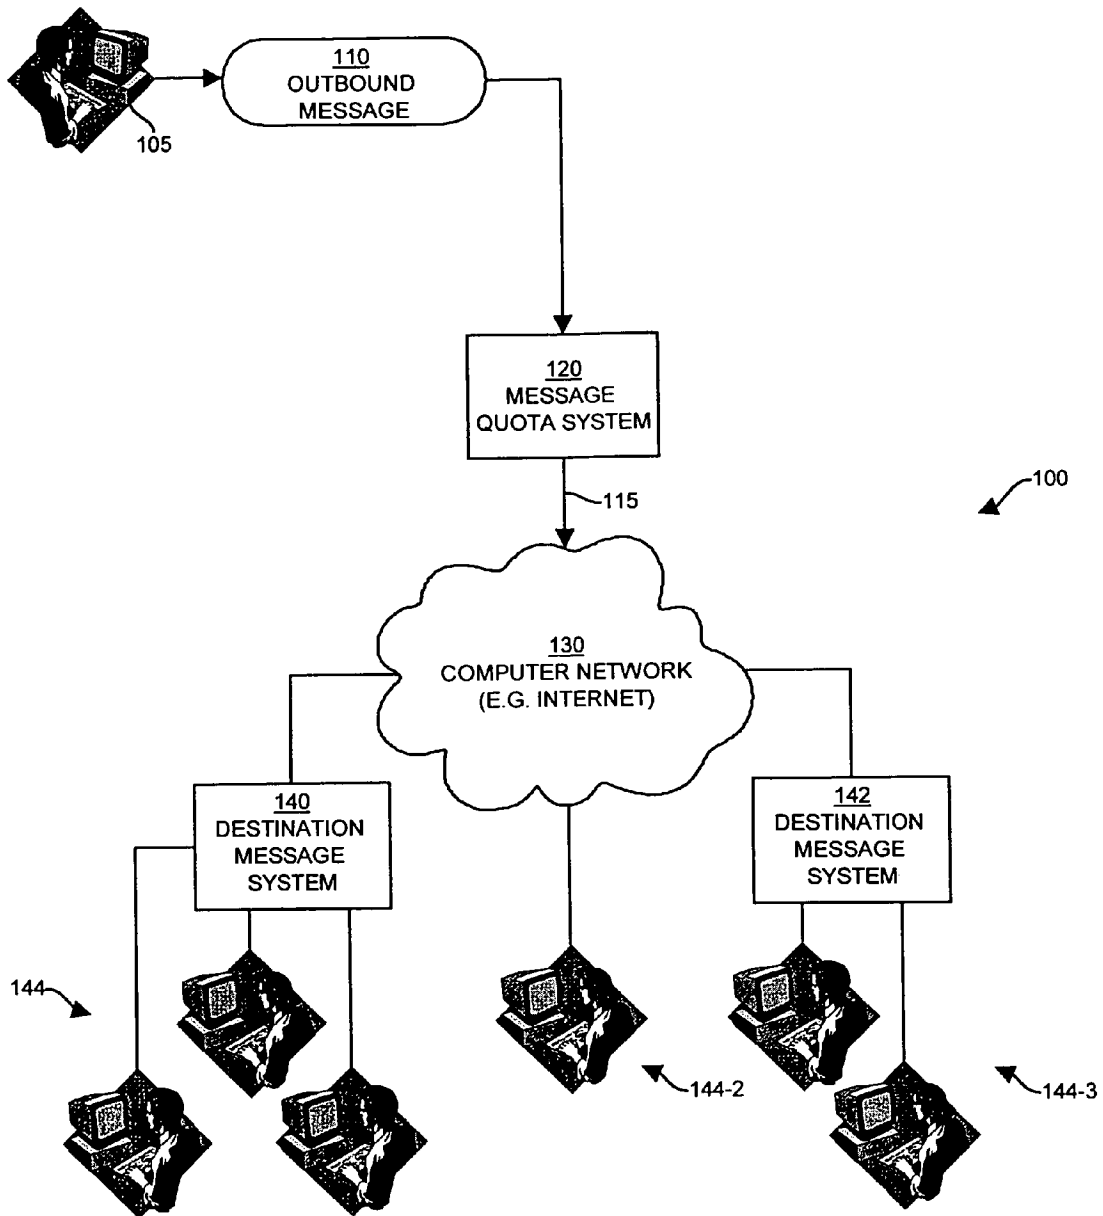 110
OUTBOUND
MESSAGE
105
120
MESSAGE
QUOTA SYSTEM
115
100
130
COMPUTER NETWORK
(E.G. INTERNET)
140
DESTINATION
MESSAGE
SYSTEM
142
DESTINATION
MESSAGE
SYSTEM
144
144-2
144-3